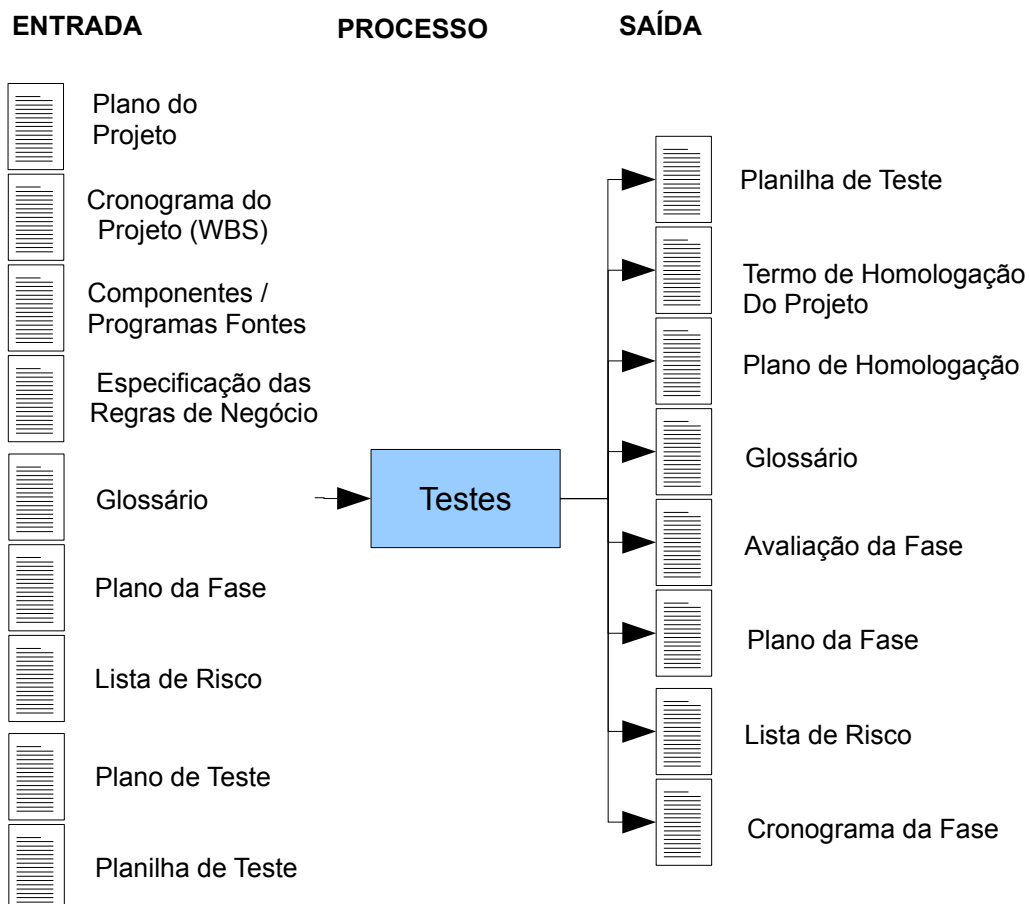 ENTRADA
PROCESSO
SAÍDA
Plano do
Projeto
Cronograma do
Projeto (WBS)
Componentes /
Programas Fontes
Especificação das
Regras de Negócio
Glossário
Plano da Fase
Lista de Risco
Plano de Teste
Planilha de Teste
Testes
Planilha de Teste
Termo de Homologação
Do Projeto
Plano de Homologação
Glossário
Avaliação da Fase
Plano da Fase
Lista de Risco
Cronograma da Fase